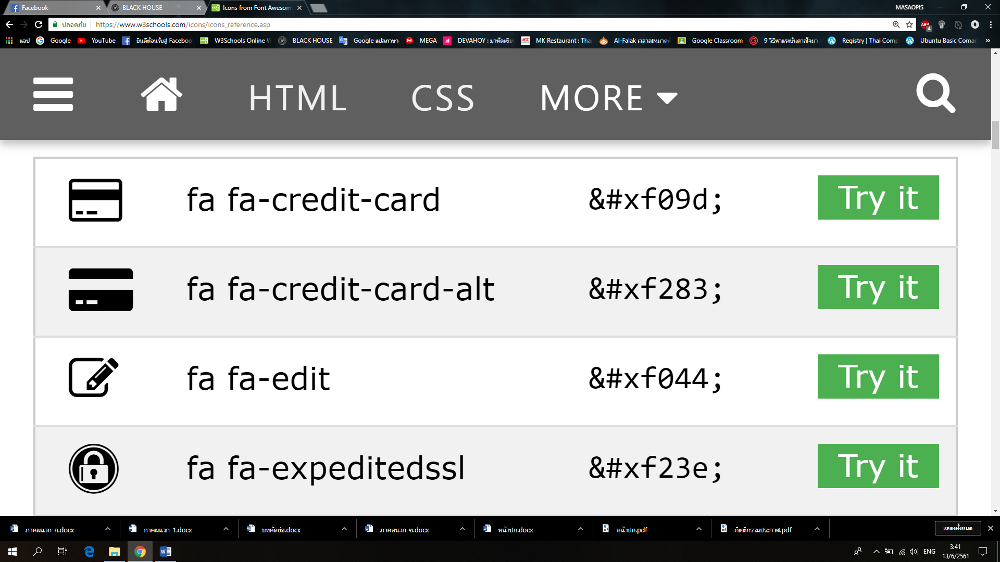 Facebook
BLACK HOUSE
Icons from Font Awesom
MASAOPIS
ปลอดภัย
https://www.w3schools.com/icons/icons_reference.asp
ABP
4
แอป
Google
YouTube
ยินดีต้อนรับสู่ Faceboo
W3Schools Online W
BLACK HOUSE
Google แปลภาษา
MEGA
DEVAHOY : มาหัดเขีย
MK Restaurant : Tha
Al-Falak เวลาละหมาด
Google Classroom
9 วิธีหาแรงบันดาลใจมา
Registry | Thai Comp
Ubuntu Basic Coma
»
HTML
CSS
MORE
fa fa-credit-card
&#xf09d;
Try it
fa fa-credit-card-alt
&#xf283;
Try it
fa fa-edit
&#xf044;
Try it
fa fa-expeditedssl
&#xf23e;
Try it
ภาคผนวก-ก.docx
ภาคผนวก-1.docx
บทคัดย่อ.docx
ภาคผนวก-ข.docx
หน้าปก.docx
หน้าปก.pdf
กิตติกรรมประกาศ.pdf
แสดงทั้งหมด
ENG
3:41
13/6/2561